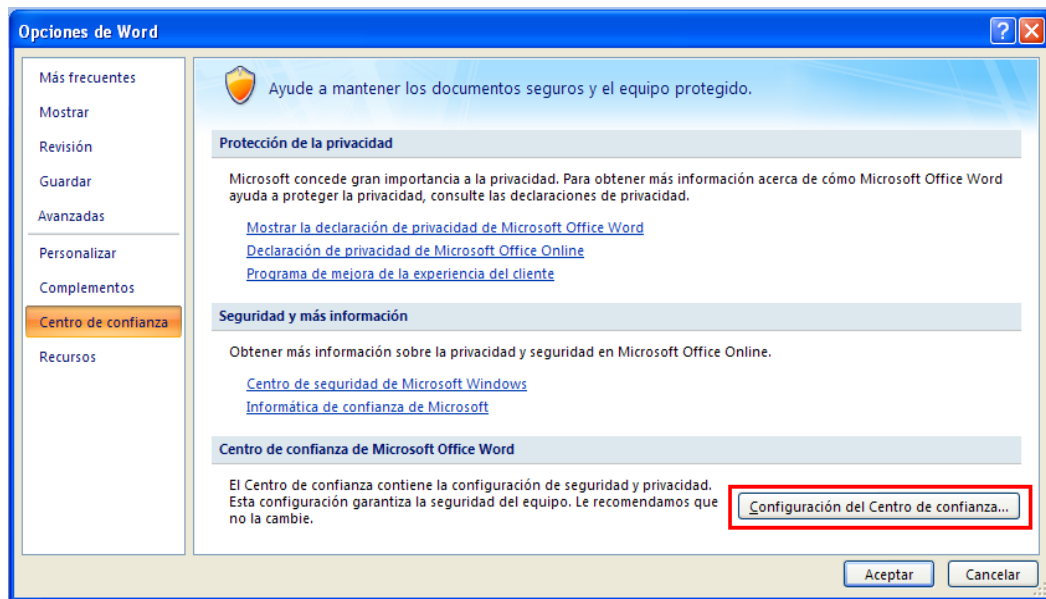 Opciones de Word
Más frecuentes
Mostrar
Revisión
Guardar
Avanzadas
Personalizar
Complementos
Centro de confianza
Recursos
Ayude a mantener los documentos seguros y el equipo protegido.
Protección de la privacidad
Microsoft concede gran importancia a la privacidad. Para obtener más información acerca de cómo Microsoft Office Word
ayuda a proteger la privacidad, consulte las declaraciones de privacidad.
Mostrar la declaración de privacidad de Microsoft Office Word
Declaración de privacidad de Microsoft Office Online
Programa de mejora de la experiencia del cliente
Seguridad y más información
Obtener más información sobre la privacidad y seguridad en Microsoft Office Online.
Centro de seguridad de Microsoft Windows
Informática de confianza de Microsoft
Centro de confianza de Microsoft Office Word
El Centro de confianza contiene la configuración de seguridad y privacidad.
Esta configuración garantiza la seguridad del equipo. Le recomendamos que
no la cambie.
Configuración del Centro de confianza...
Aceptar
Cancelar